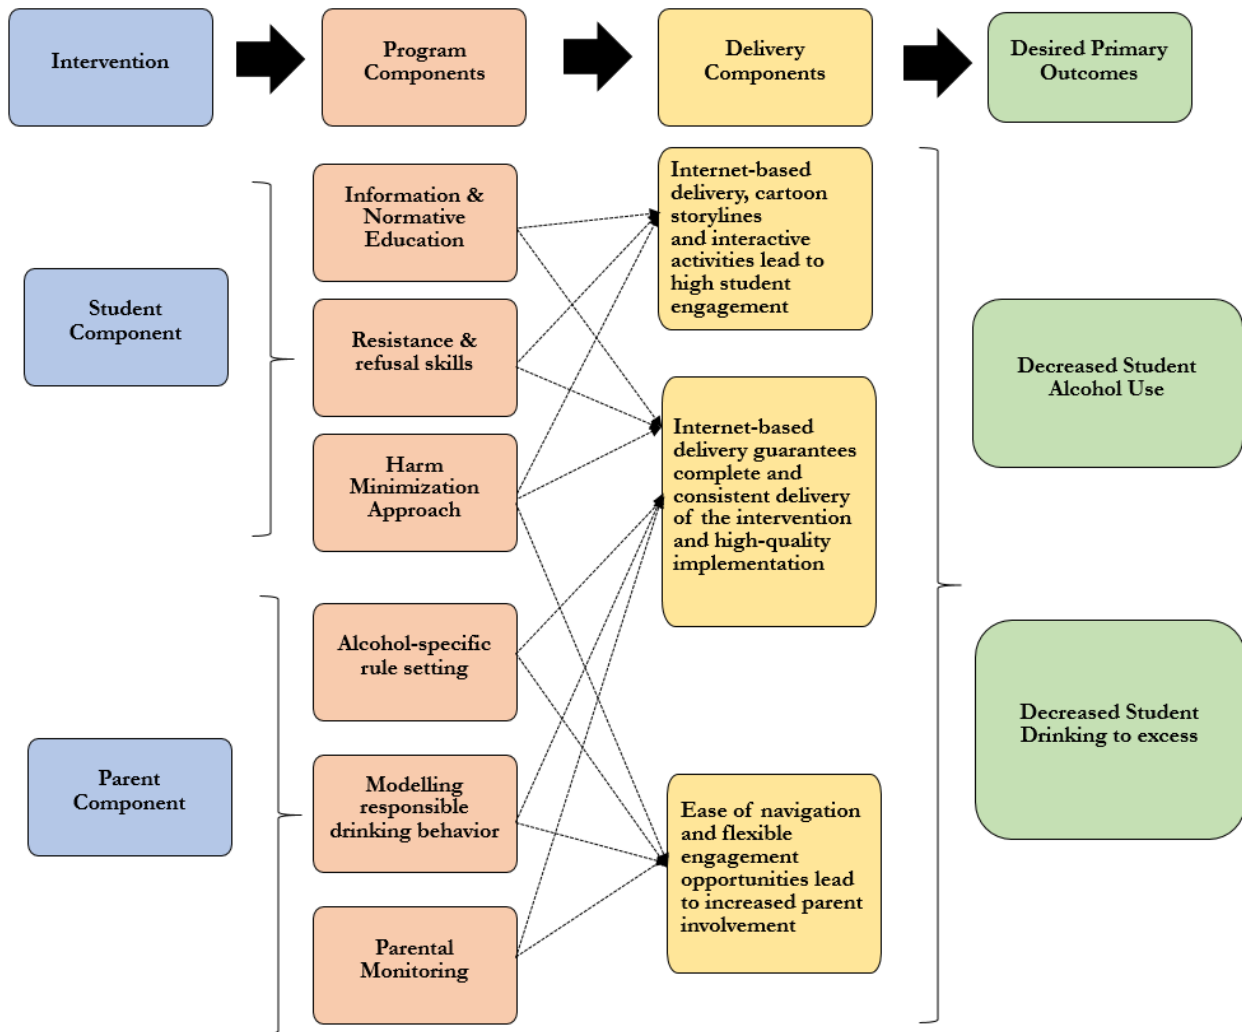 Intervention
Program
Components
Delivery
Components
Desired Primary
Outcomes
Student
Component
Parent
Component
Information &
Normative
Education
Resistance &
refusal skills
Harm
Minimization
Approach
Alcohol-specific
rule setting
Modelling
responsible
drinking behavior
Parental
Monitoring
Internet-based
delivery, cartoon
storylines
and interactive
activities lead to
high student
engagement
Internet-based
delivery guarantees
complete and
consistent delivery
of the intervention
and high-quality
implementation
Ease of navigation
and flexible
engagement
opportunities lead
to increased parent
involvement
Decreased Student
Alcohol Use
Decreased Student
Drinking to excess